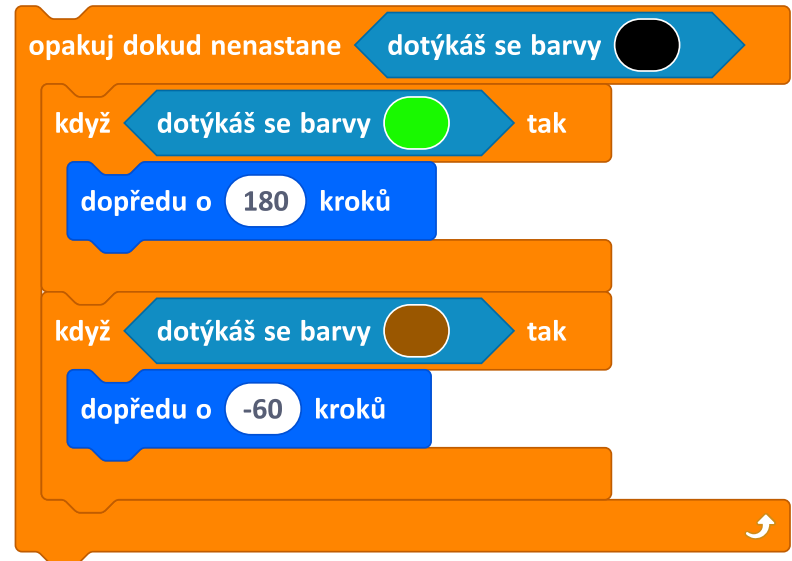 opakuj dokud nenastane dotýkáš se barvy
když dotýkáš se barvy tak
dopředu o 180 kroků
když dotýkáš se barvy tak
dopředu o -60 kroků